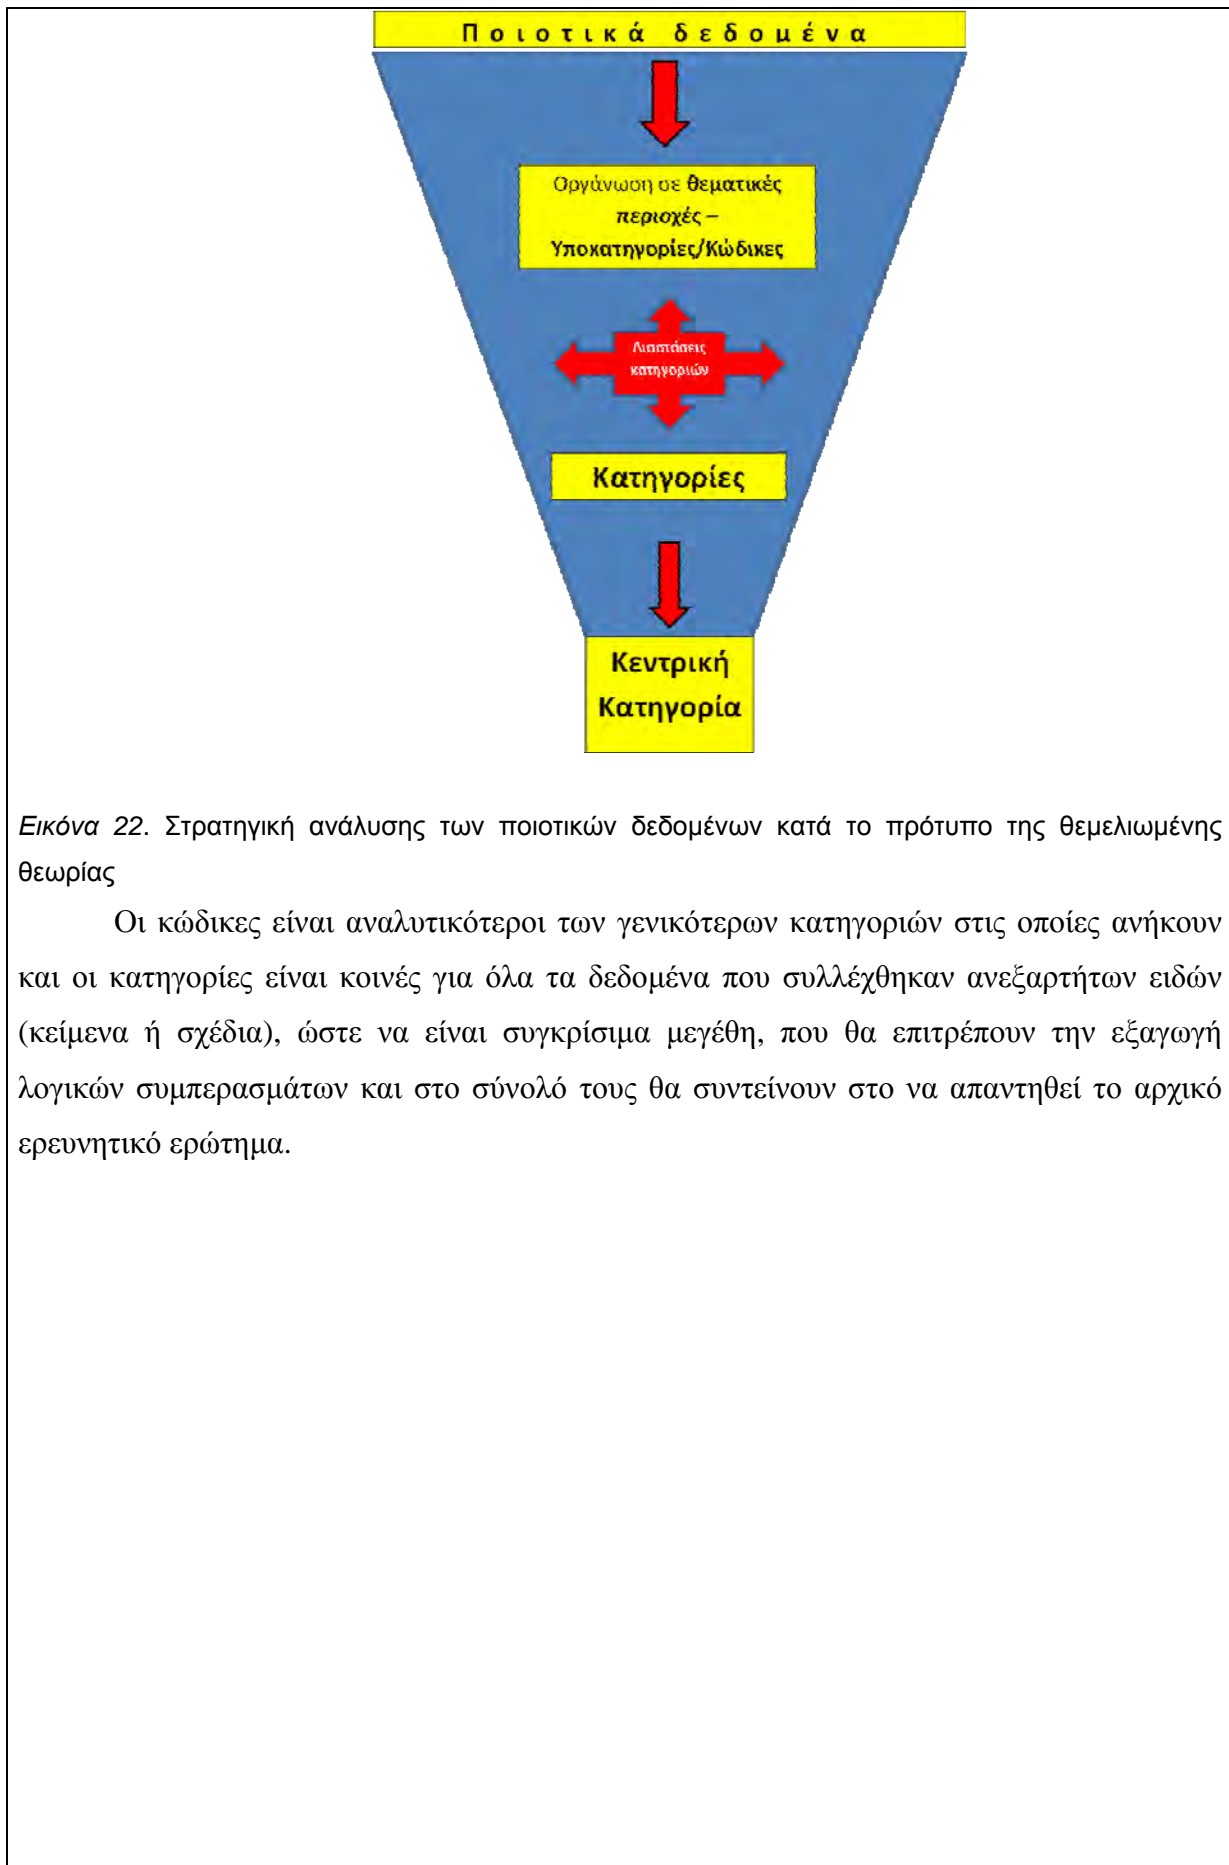 Ποιοτικά δεδομένα
Οργάνωση σε θεματικές
περιοχές –
Υποκατηγορίες/Κώδικες
Διαστάσεις
κατηγοριών
Κατηγορίες
Κεντρική
Κατηγορία
Εικόνα 22. Στρατηγική ανάλυσης των ποιοτικών δεδομένων κατά το πρότυπο της θεμελιωμένης
θεωρίας
Οι κώδικες είναι αναλυτικότεροι των γενικότερων κατηγοριών στις οποίες ανήκουν
και οι κατηγορίες είναι κοινές για όλα τα δεδομένα που συλλέχθηκαν ανεξαρτήτων ειδών
(κείμενα ή σχέδια), ώστε να είναι συγκρίσιμα μεγέθη, που θα επιτρέπουν την εξαγωγή
λογικών συμπερασμάτων και στο σύνολό τους θα συντείνουν στο να απαντηθεί το αρχικό
ερευνητικό ερώτημα.